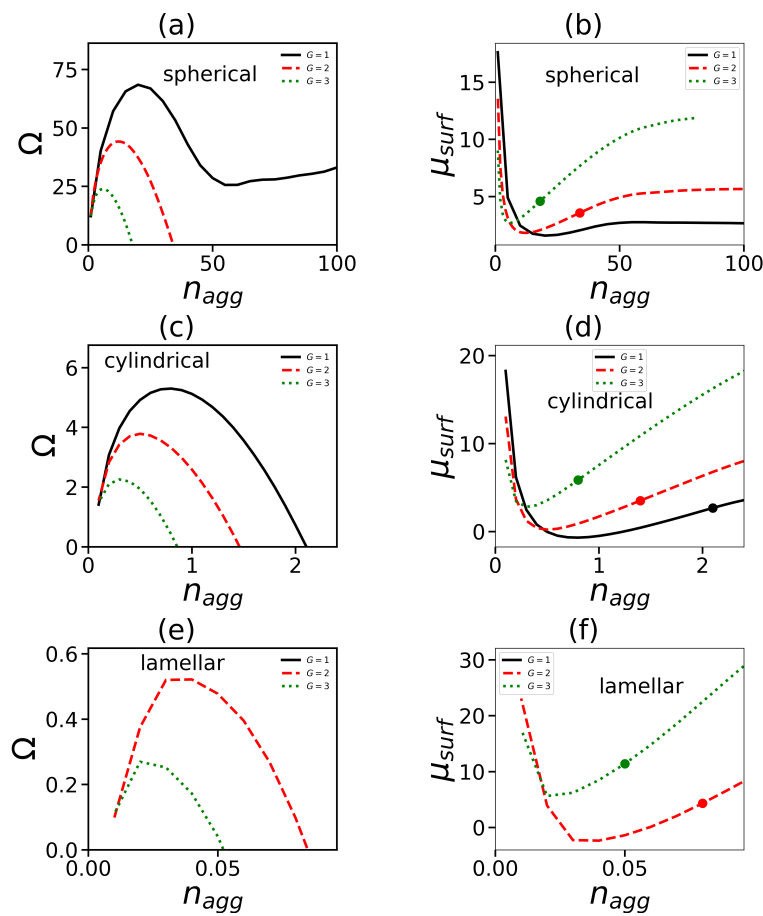 (a)
75
50
25
0
Ω
spherical
G = 1
G = 2
G = 3
0
50
100
n_agg
(b)
15
10
5
μ_surf
spherical
G = 1
G = 2
G = 3
0
50
100
n_agg
(c)
6
4
2
0
Ω
cylindrical
G = 1
G = 2
G = 3
0
1
2
n_agg
(d)
20
10
0
μ_surf
G = 1
G = 2
G = 3
cylindrical
0
1
2
n_agg
(e)
0.6
0.4
0.2
0.0
Ω
lamellar
G = 1
G = 2
G = 3
0.00
0.05
n_agg
(f)
30
20
10
0
μ_surf
G = 1
G = 2
G = 3
lamellar
0.00
0.05
n_agg